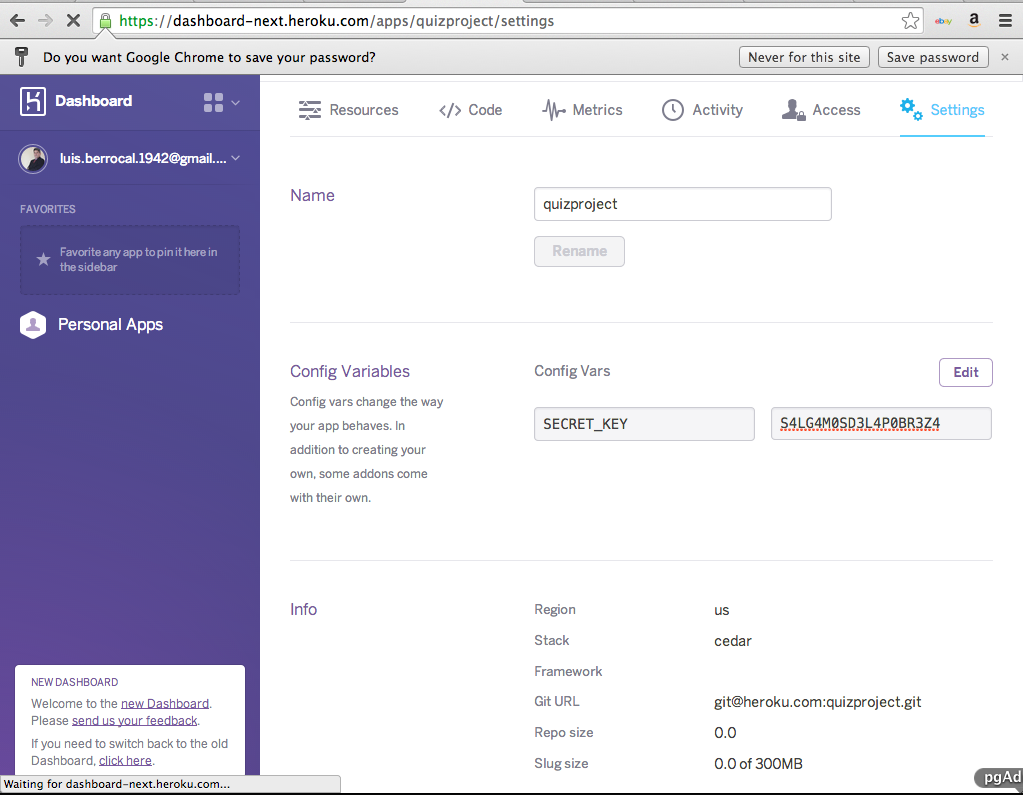 https://dashboard-next.heroku.com/apps/quizproject/settings
ebay
a
Do you want Google Chrome to save your password?
Never for this site
Save password
×
Dashboard
luis.berrocal.1942@gmail....
FAVORITES
Favorite any app to pin it here in
the sidebar
Personal Apps
Resources
</> Code
Metrics
Activity
Access
Settings
Name
quizproject
Rename
Config Variables
Config vars change the way
your app behaves. In
addition to creating your
own, some addons come
with their own.
Config Vars
Edit
SECRET_KEY
S4LG4M0SD3L4P0BR3Z4
Info
Region us
Stack cedar
Framework
Git URL git@heroku.com:quizproject.git
Repo size 0.0
Slug size 0.0 of 300MB
NEW DASHBOARD
Welcome to the new Dashboard.
Please send us your feedback.
If you need to switch back to the old
Dashboard, click here.
Waiting for dashboard-next.heroku.com...
pgAd